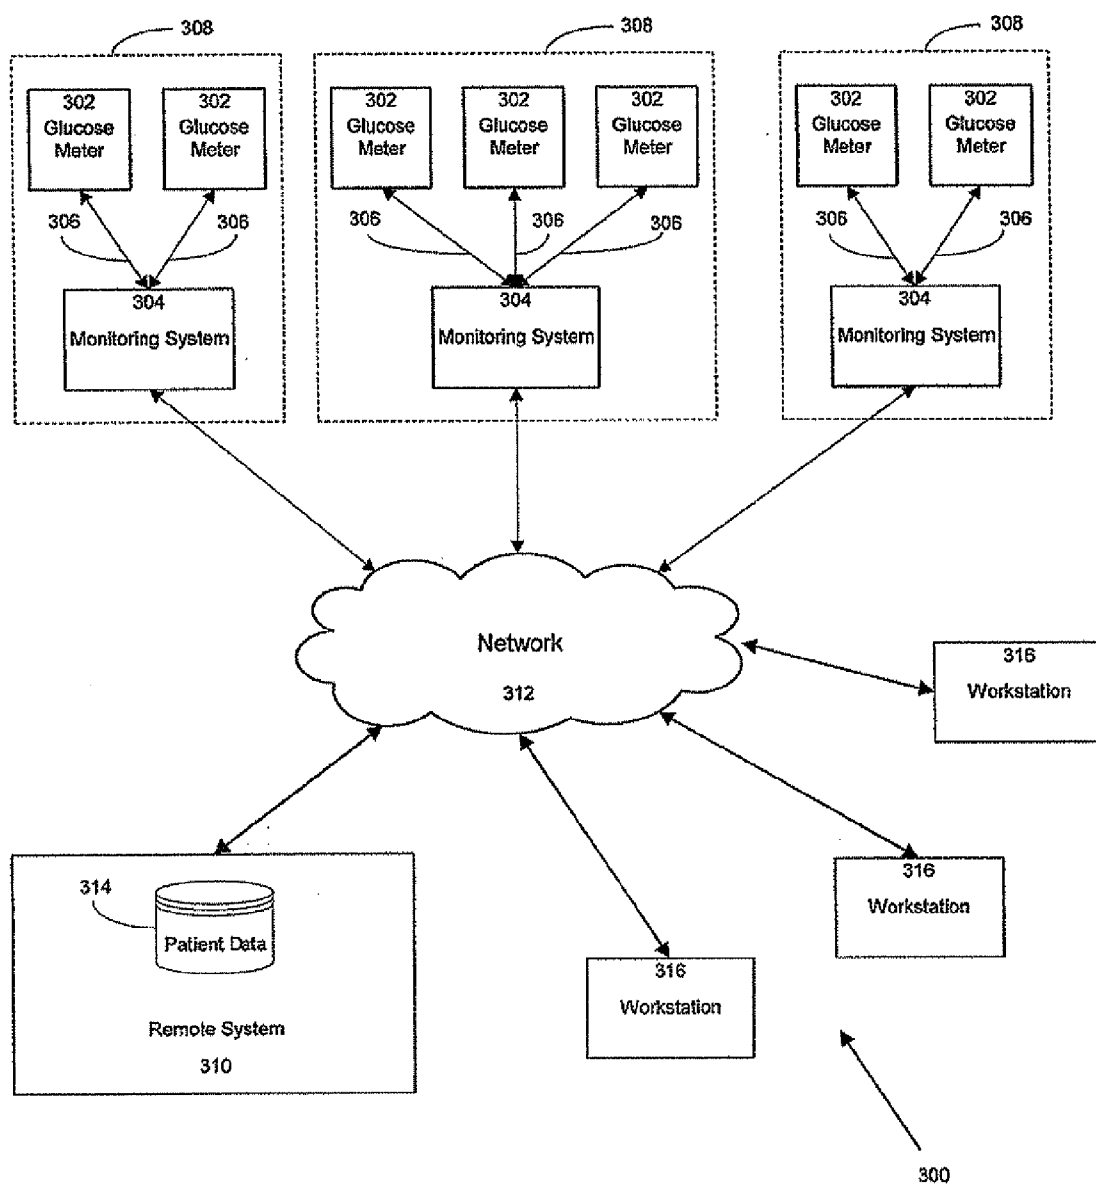 308
308
308
302
Glucose
Meter
302
Glucose
Meter
302
Glucose
Meter
302
Glucose
Meter
302
Glucose
Meter
302
Glucose
Meter
302
Glucose
Meter
306
306
306
306
306
306
306
304
Monitoring System
304
Monitoring System
304
Monitoring System
Network
312
316
Workstation
316
Workstation
316
Workstation
314
Patient Data
Remote System
310
300